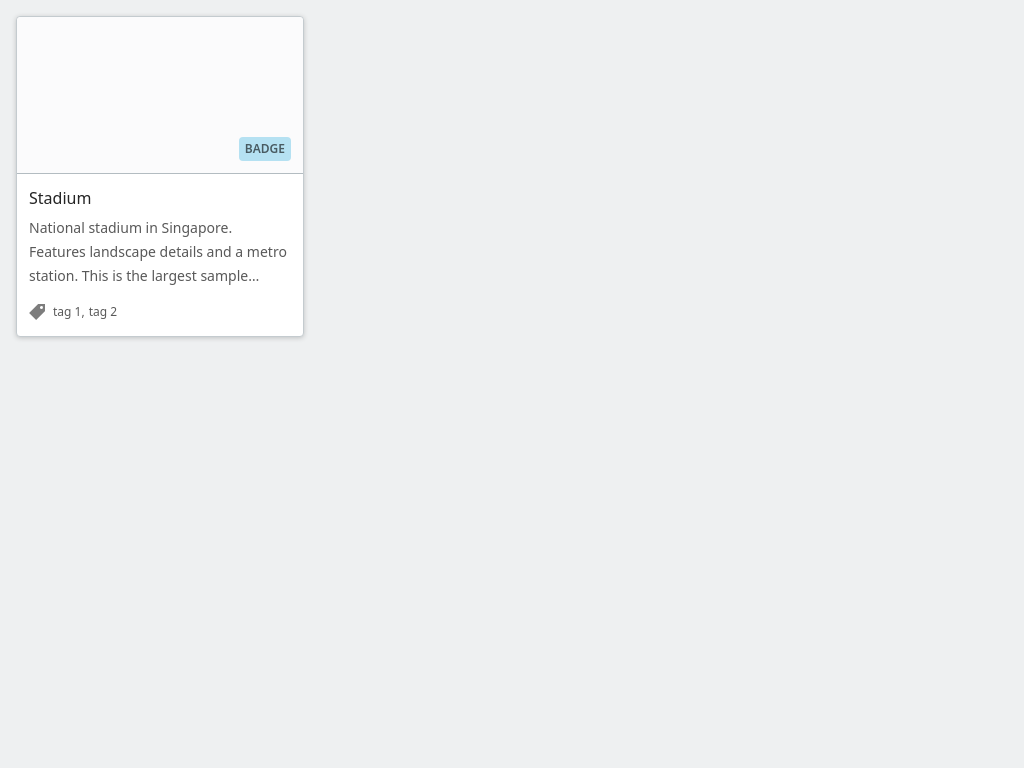 BADGE
Stadium
National stadium in Singapore.
Features landscape details and a metro
station. This is the largest sample…
tag 1, tag 2